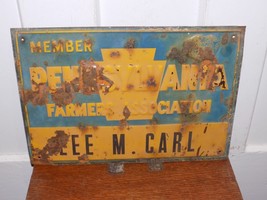 MEMBER
PENNSYLVANIA
FARMERS ASSOCIATION
LEE M. CARL